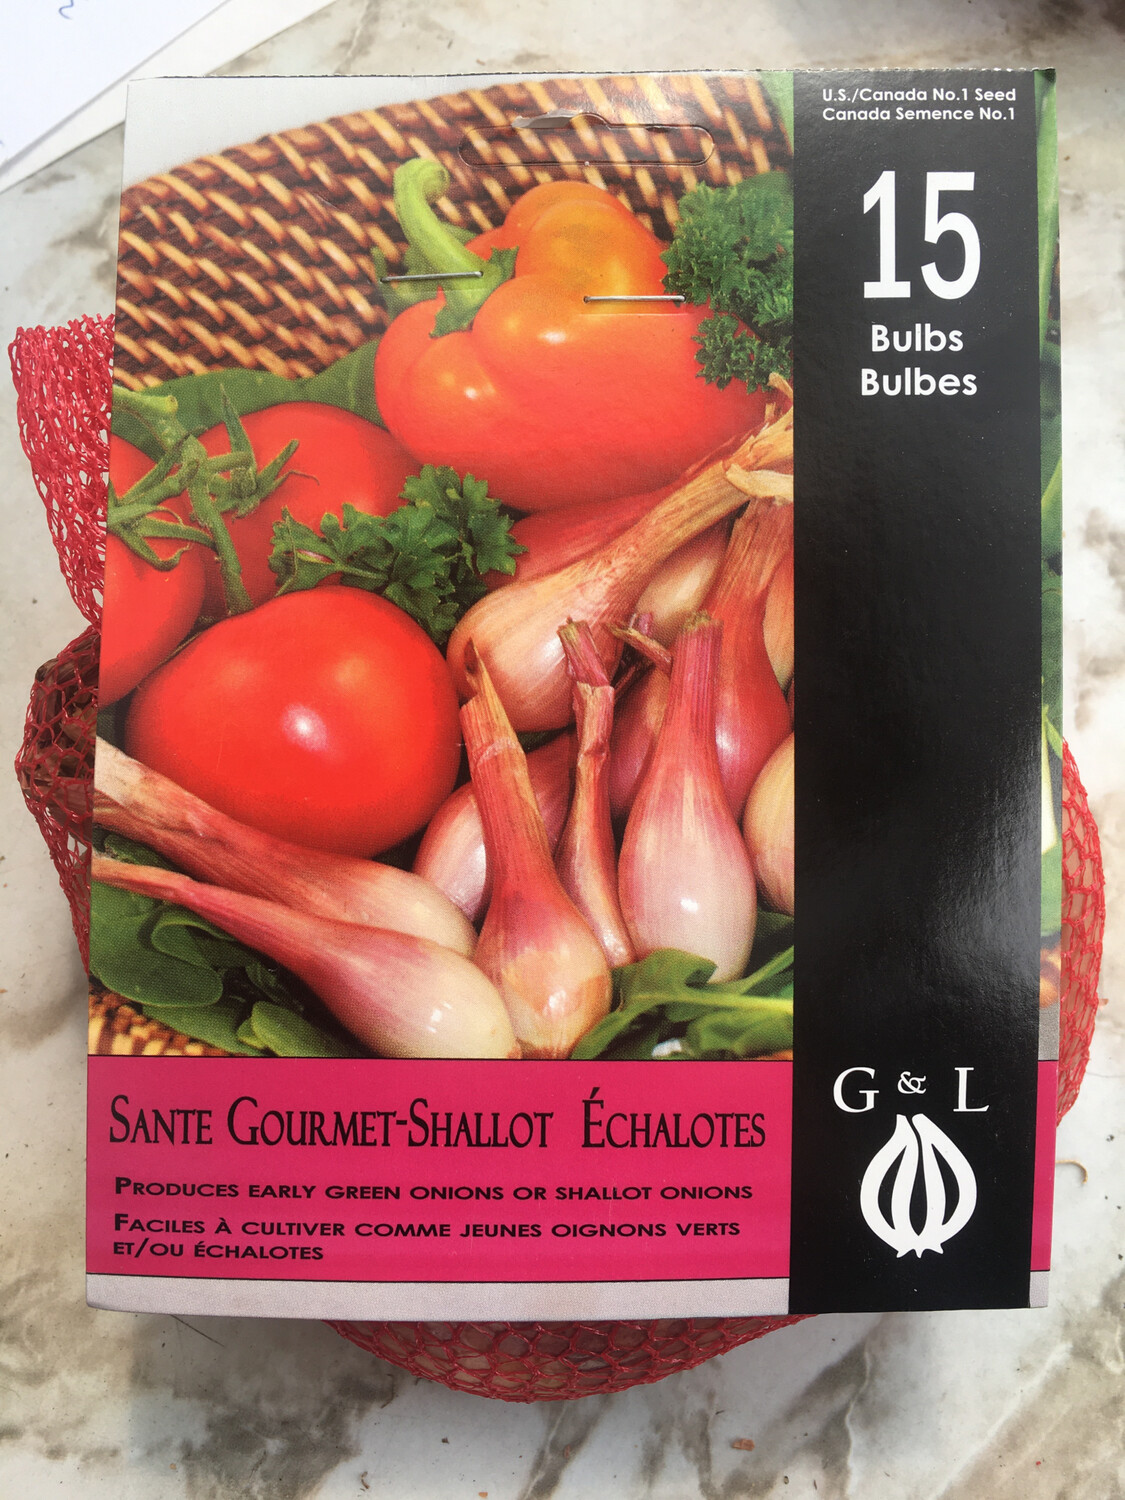 U.S./Canada No.1 Seed
Canada Semence No.1
15
Bulbs
Bulbes
G & L
Sante Gourmet-Shallot Échalotes
Produces early green onions or shallot onions
Faciles à cultiver comme jeunes oignons verts
et/ou échalotes